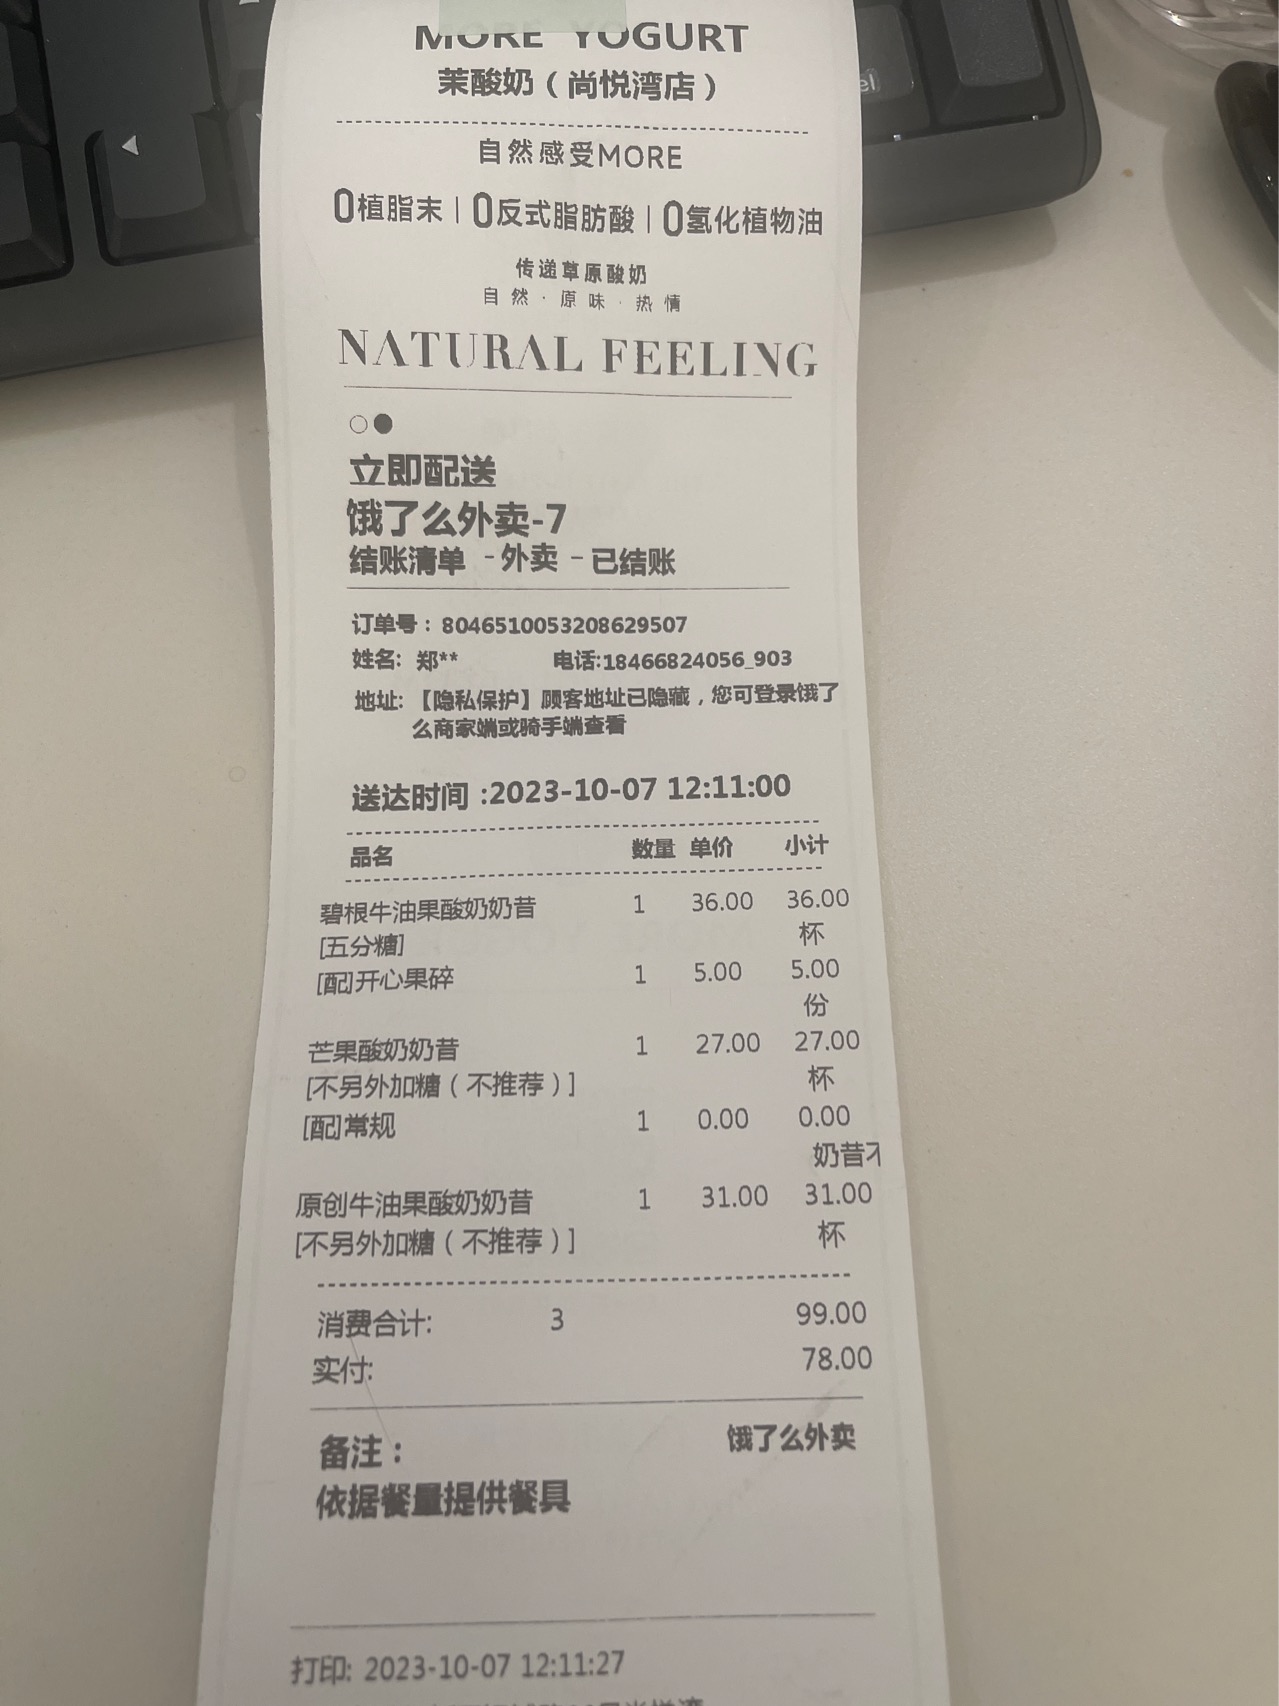 MORE YOGURT
茉酸奶（尚悦湾店）
自然感受MORE
0植脂末 | 0反式脂肪酸 | 0氢化植物油
传递草原酸奶
自然·原味·热情
NATURAL FEELING
立即配送
饿了么外卖-7
结账清单 -外卖 -已结账
订单号：8046510053208629507
姓名: 郑** 电话:18466824056_903
地址: 【隐私保护】顾客地址已隐藏，您可登录饿了
么商家端或骑手端查看
送达时间 :2023-10-07 12:11:00
品名 数量 单价 小计
碧根牛油果酸奶奶昔 1 36.00 36.00
[五分糖] 杯
[配]开心果碎 1 5.00 5.00
份
芒果酸奶奶昔 1 27.00 27.00
[不另外加糖（不推荐）] 杯
[配]常规 1 0.00 0.00
奶昔不
原创牛油果酸奶奶昔 1 31.00 31.00
[不另外加糖（不推荐）] 杯
消费合计: 3 99.00
实付: 78.00
备注： 饿了么外卖
依据餐量提供餐具
打印: 2023-10-07 12:11:27